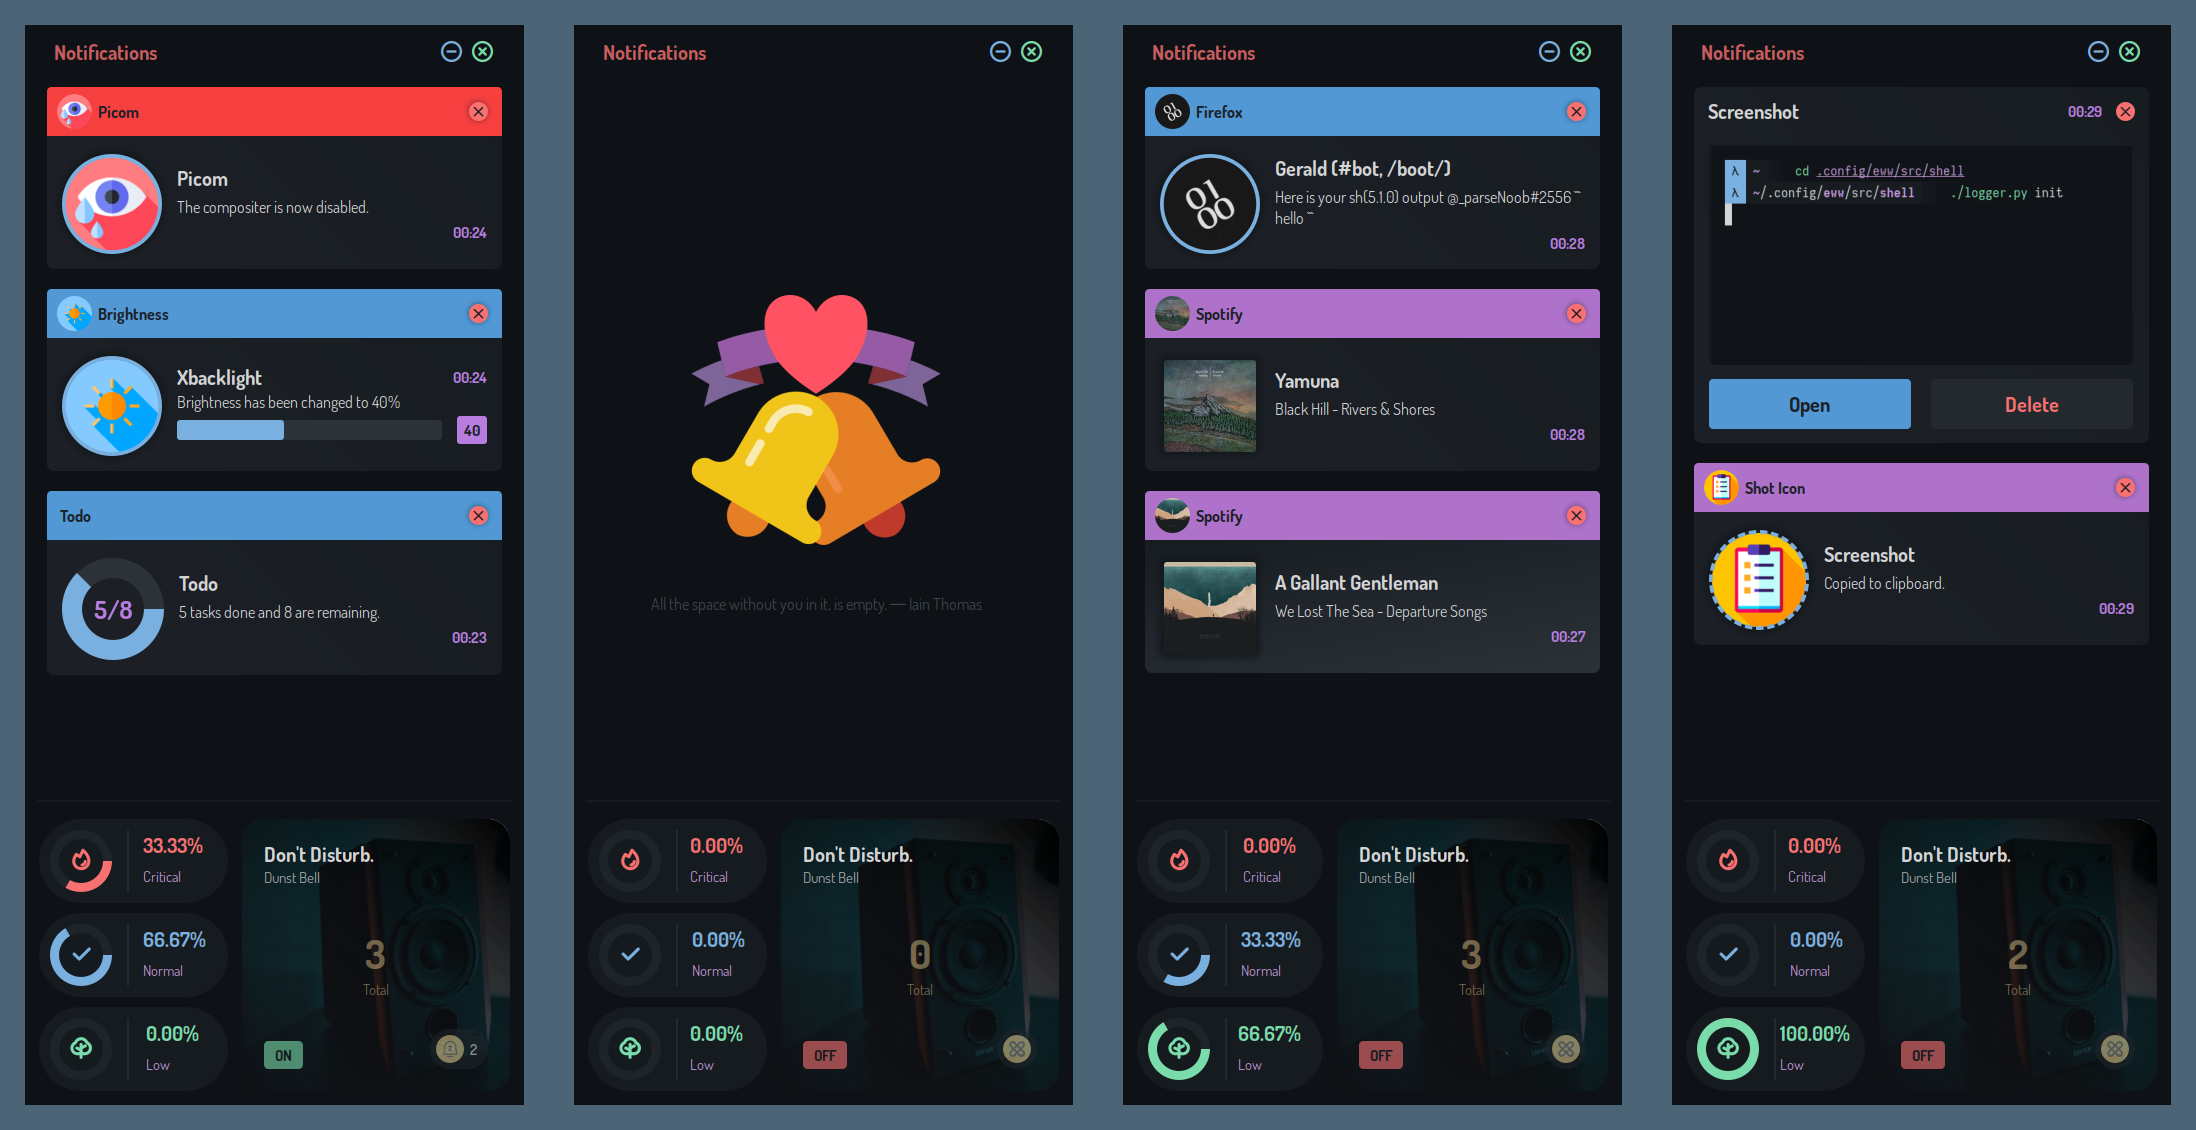 Notifications
Picom
Picom
The compositer is now disabled.
00:24
Brightness
Xbacklight
00:24
Brightness has been changed to 40%
40
Todo
5/8
Todo
5 tasks done and 8 are remaining.
00:23
33.33%
Critical
66.67%
Normal
0.00%
Low
Don't Disturb.
Dunst Bell
3
Total
ON
2
Notifications
All the space without you in it, is empty. — Iain Thomas
0.00%
Critical
0.00%
Normal
0.00%
Low
Don't Disturb.
Dunst Bell
0
Total
OFF
Notifications
01
00
Firefox
01
00
Gerald (#bot, /boot/)
Here is your sh(5.1.0) output @_parseNoob#2556 ```
hello ```
00:28
Spotify
Yamuna
Black Hill - Rivers & Shores
00:28
Spotify
A Gallant Gentleman
We Lost The Sea - Departure Songs
00:27
0.00%
Critical
33.33%
Normal
66.67%
Low
Don't Disturb.
Dunst Bell
3
Total
OFF
Notifications
Screenshot
00:29
λ ~ cd .config/eww/src/shell
λ ~/.config/eww/src/shell ./logger.py init
Open
Delete
Shot Icon
Screenshot
Copied to clipboard.
00:29
0.00%
Critical
0.00%
Normal
100.00%
Low
Don't Disturb.
Dunst Bell
2
Total
OFF